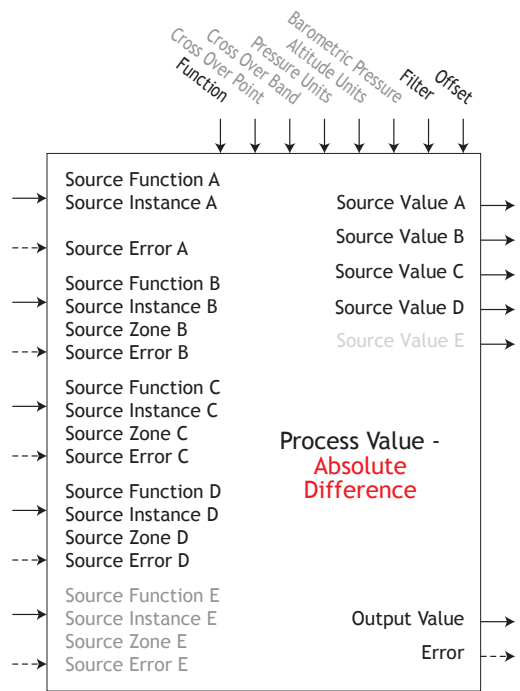 Function
Cross Over Point
Cross Over Band
Pressure Units
Altitude Units
Barometric Pressure
Filter
Offset
Source Function A
Source Instance A
Source Error A
Source Function B
Source Instance B
Source Zone B
Source Error B
Source Function C
Source Instance C
Source Zone C
Source Error C
Source Function D
Source Instance D
Source Zone D
Source Error D
Source Function E
Source Instance E
Source Zone E
Source Error E
Source Value A
Source Value B
Source Value C
Source Value D
Source Value E
Process Value -
Absolute
Difference
Output Value
Error